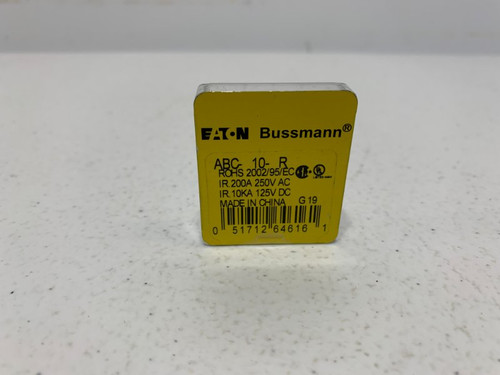 EATON Bussmann®
ABC- 10- R
ROHS 2002/95/EC
IR.200A 250V AC
IR.10KA 125V DC
MADE IN CHINA G19
0 51712 64616 1